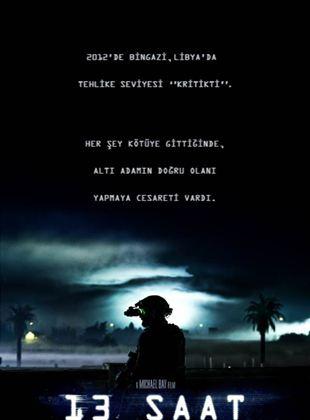 2012'DE BİNGAZİ,LİBYA'DA
TEHLİKE SEVİYESİ ''KRİTİKTİ''.
HER ŞEY KÖTÜYE GİTTİĞİNDE,
ALTI ADAMIN DOĞRU OLANI
YAPMAYA CESARETİ VARDI.
A MICHAEL BAY FILM
13 SAAT